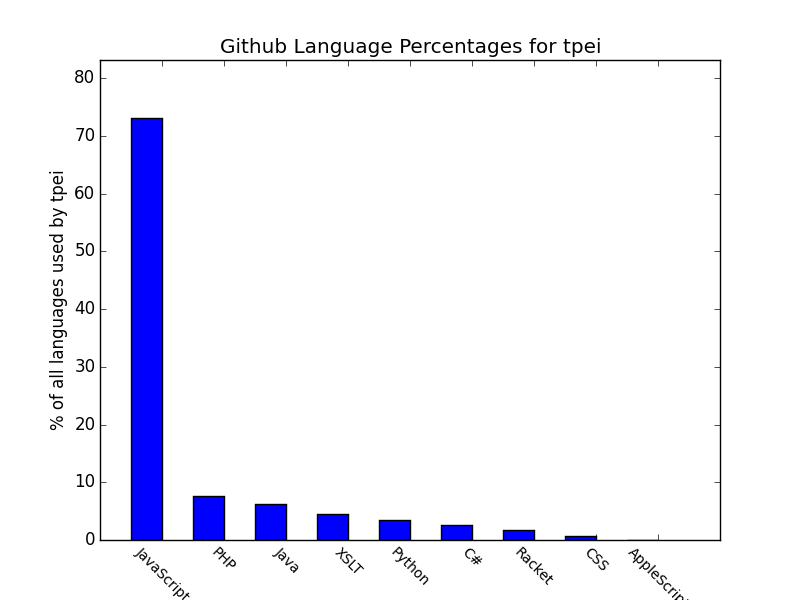 Github Language Percentages for tpei
% of all languages used by tpei
80
70
60
50
40
30
20
10
0
JavaScript
PHP
Java
XSLT
Python
C#
Racket
CSS
AppleScript